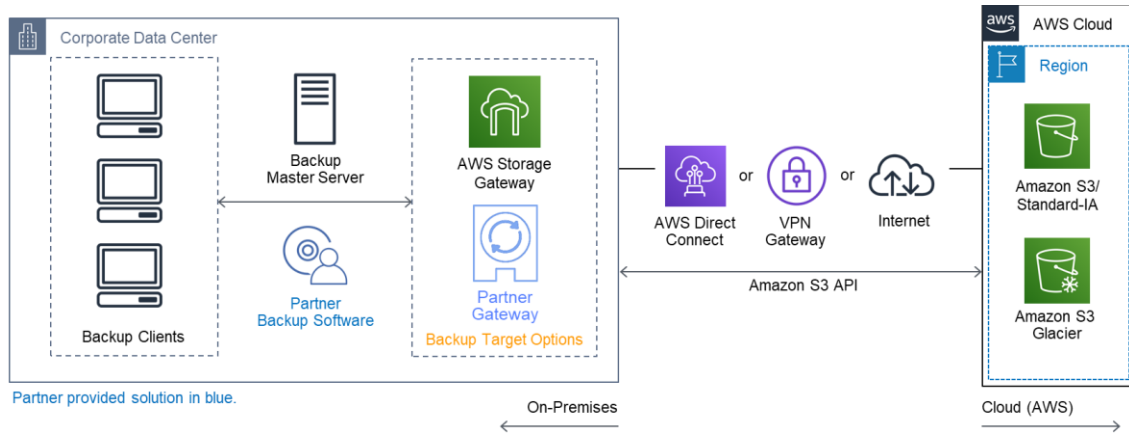 Corporate Data Center
Backup Clients
Backup
Master Server
Partner
Backup Software
AWS Storage
Gateway
Partner
Gateway
Backup Target Options
Partner provided solution in blue.
AWS Direct
Connect
or
VPN
Gateway
or
Internet
Amazon S3 API
aws
AWS Cloud
Region
Amazon S3/
Standard-IA
Amazon S3
Glacier
On-Premises
Cloud (AWS)